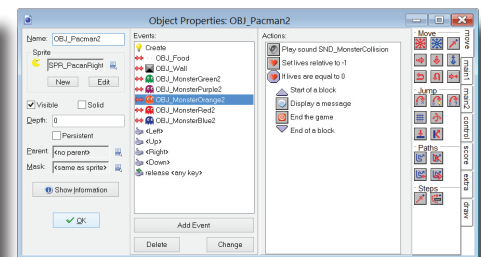 Object Properties: OBJ_Pacman2
Name: OBJ_Pacman2
Sprite
SPR_PacanRight
New Edit
Visible Solid
Depth: 0
Persistent
Parent: <no parent>
Mask: <same as sprite>
Show Information
OK
Events:
Create
OBJ_Food
OBJ_Wall
OBJ_MonsterGreen2
OBJ_MonsterPurple2
OBJ_MonsterOrange2
OBJ_MonsterRed2
OBJ_MonsterBlue2
<Left>
<Up>
<Right>
<Down>
release <any key>
Add Event
Delete Change
Actions:
Play sound SND_MonsterCollision
Set lives relative to -1
If lives are equal to 0
Start of a block
Display a message
End the game
End of a block
Move
Jump
Paths
Steps
move
main1
main2
control
score
extra
draw